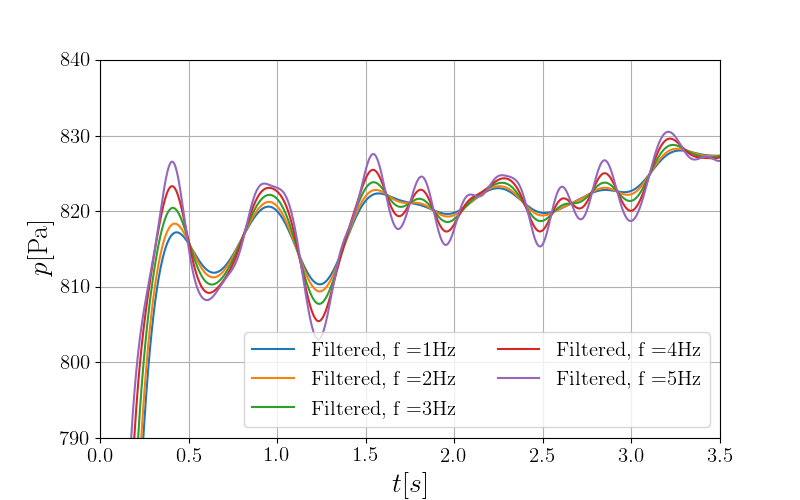 840
830
820
810
800
790
p[Pa]
0.0 0.5 1.0 1.5 2.0 2.5 3.0 3.5
t[s]
Filtered, f =1Hz
Filtered, f =2Hz
Filtered, f =3Hz
Filtered, f =4Hz
Filtered, f =5Hz